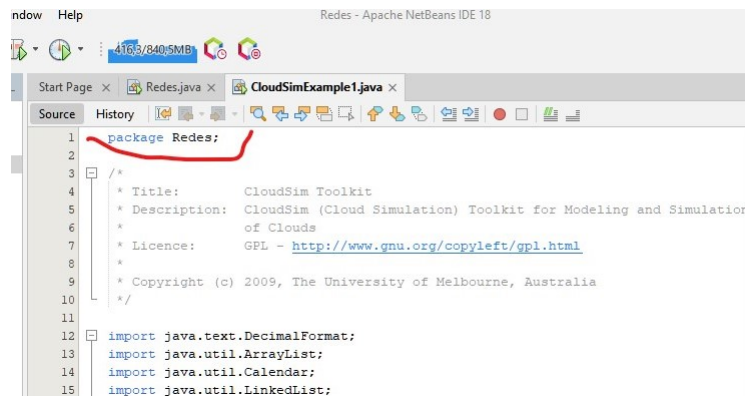 ndow Help Redes - Apache NetBeans IDE 18
416,3/840,5MB
Start Page Redes.java CloudSimExample1.java
Source History
1 package Redes;
2
3 /*
4 * Title: CloudSim Toolkit
5 * Description: CloudSim (Cloud Simulation) Toolkit for Modeling and Simulation
6 * of Clouds
7 * Licence: GPL - http://www.gnu.org/copyleft/gpl.html
8 *
9 * Copyright (c) 2009, The University of Melbourne, Australia
10 */
11
12 import java.text.DecimalFormat;
13 import java.util.ArrayList;
14 import java.util.Calendar;
15 import java.util.LinkedList;